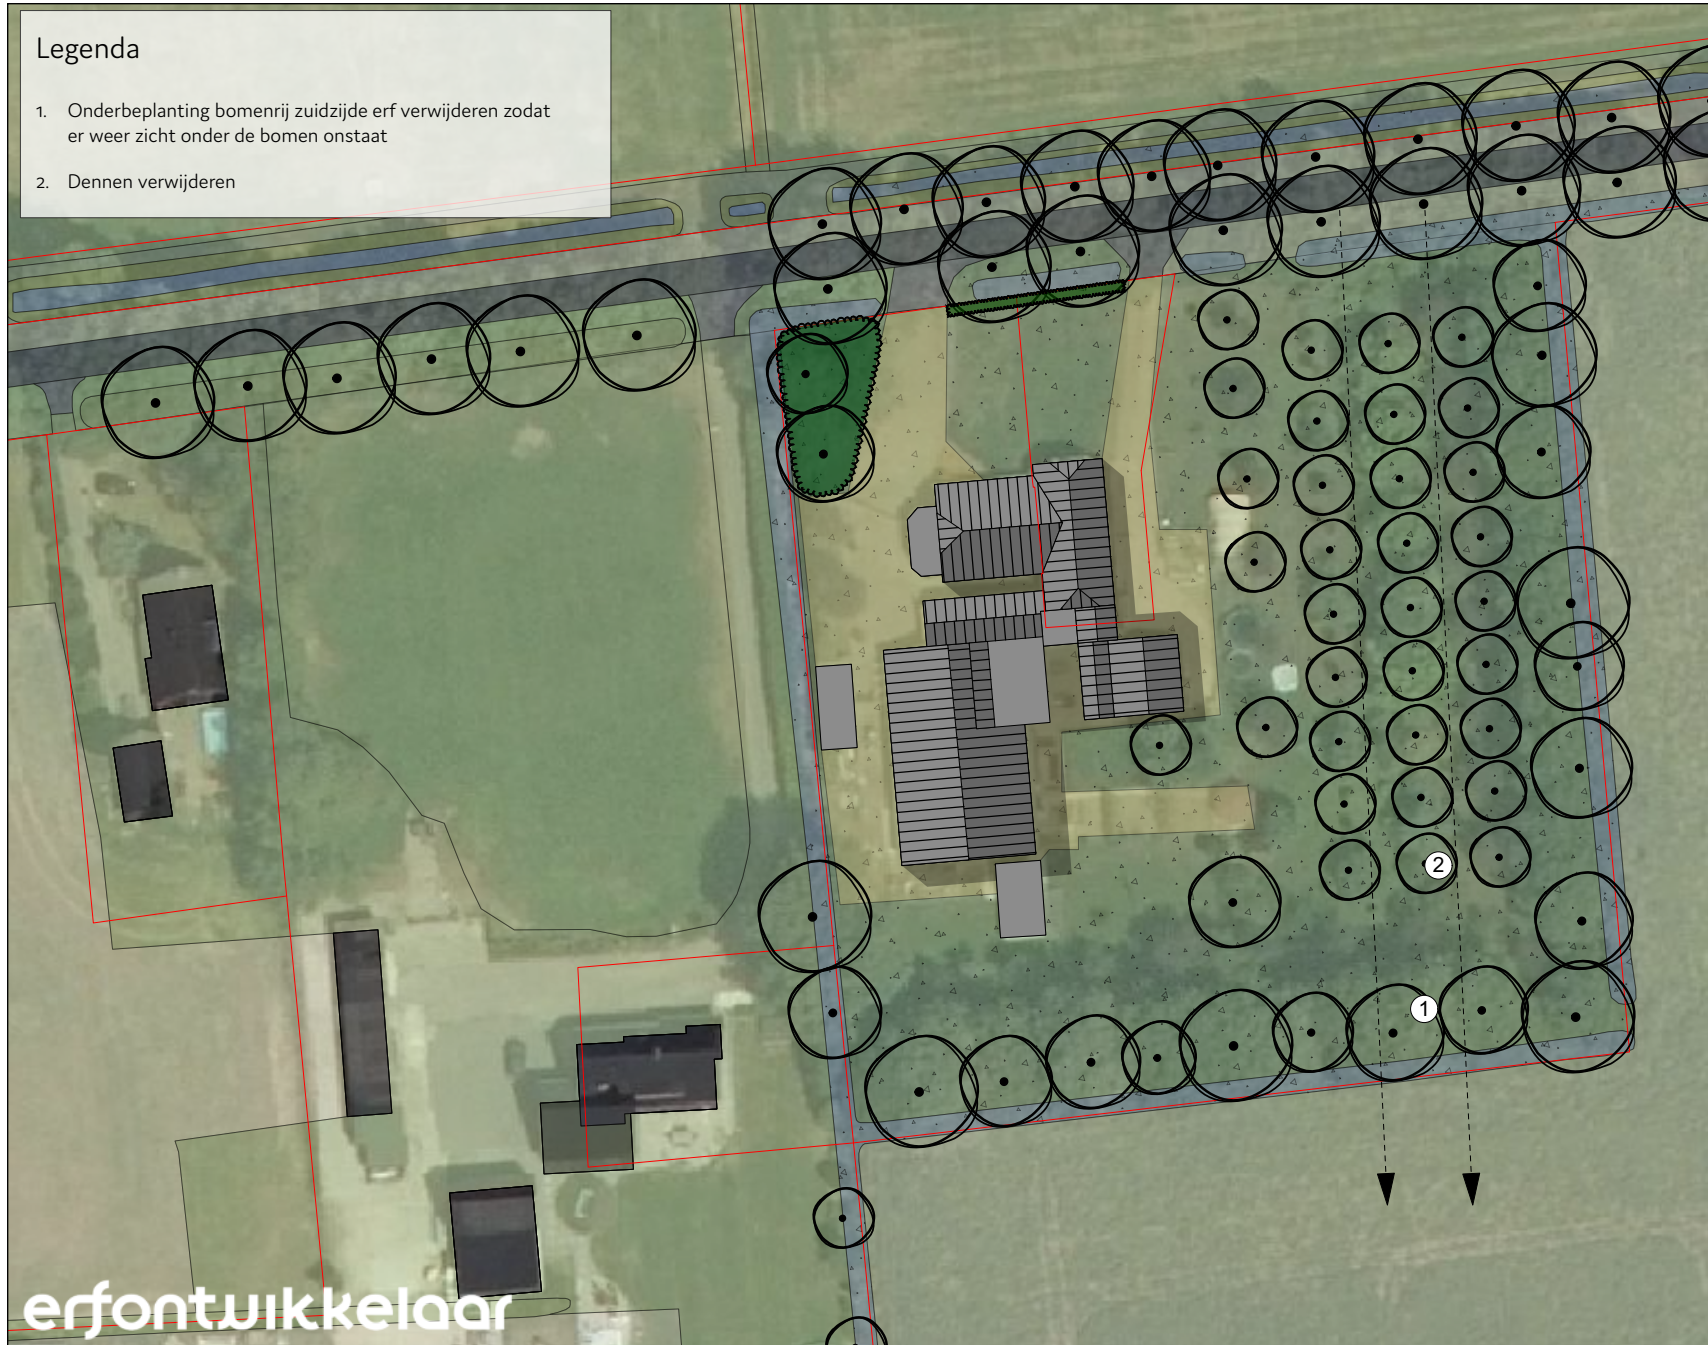 Legenda
1. Onderbeplanting bomenrij zuidzijde erf verwijderen zodat
er weer zicht onder de bomen onstaat
2. Dennen verwijderen
2
1
erfontwikkelaar